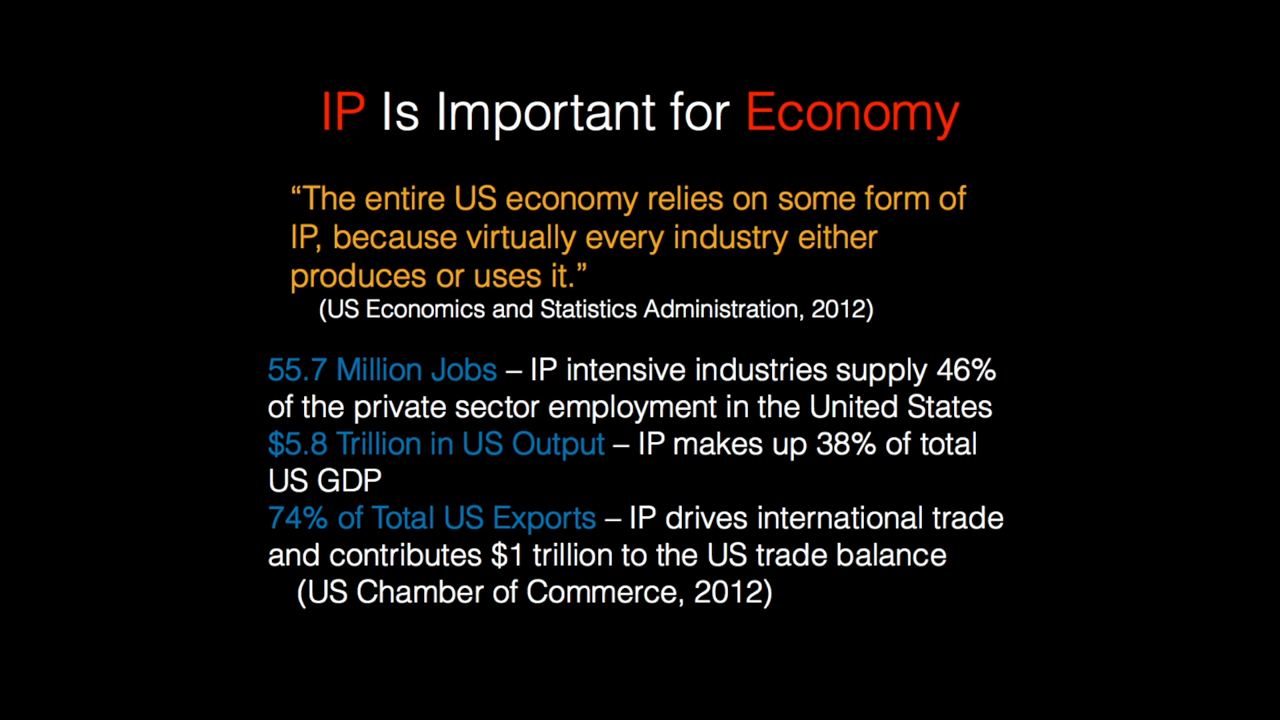 IP Is Important for Economy
“The entire US economy relies on some form of
IP, because virtually every industry either
produces or uses it.”
(US Economics and Statistics Administration, 2012)
55.7 Million Jobs – IP intensive industries supply 46%
of the private sector employment in the United States
$5.8 Trillion in US Output – IP makes up 38% of total
US GDP
74% of Total US Exports – IP drives international trade
and contributes $1 trillion to the US trade balance
(US Chamber of Commerce, 2012)